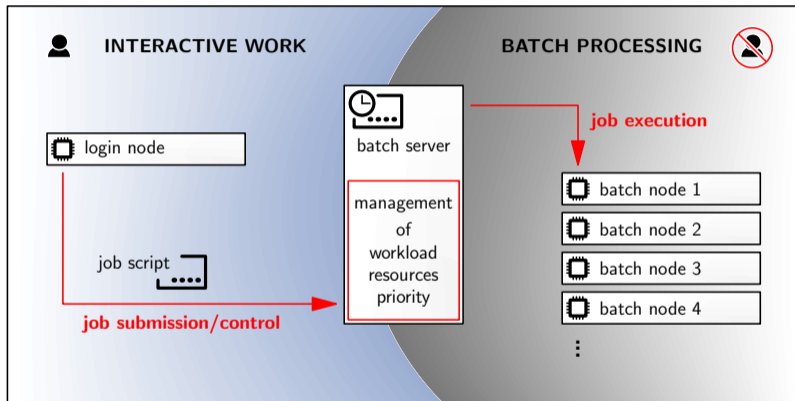 INTERACTIVE WORK
BATCH PROCESSING
login node
job script
job submission/control
batch server
management
of
workload
resources
priority
job execution
batch node 1
batch node 2
batch node 3
batch node 4
⋮